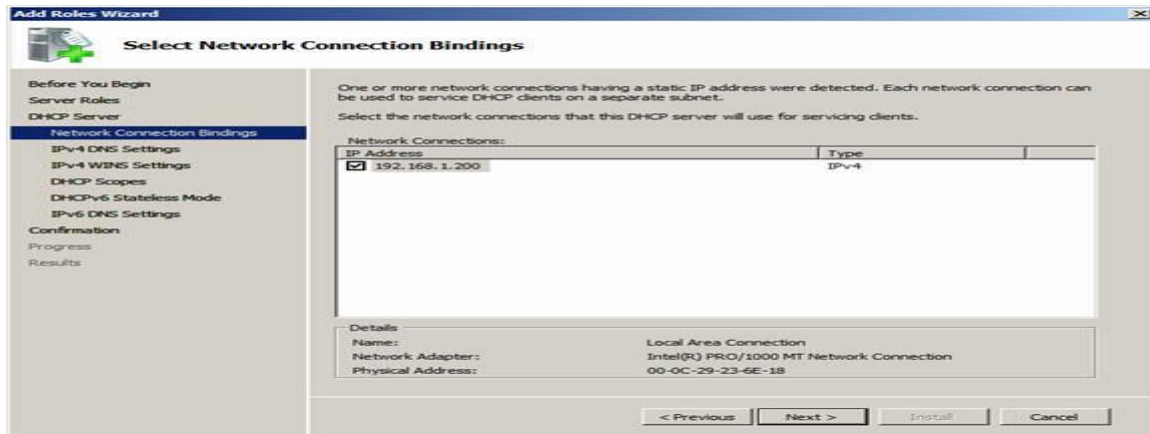 Add Roles Wizard
Select Network Connection Bindings
Before You Begin
Server Roles
DHCP Server
Network Connection Bindings
IPv4 DNS Settings
IPv4 WINS Settings
DHCP Scopes
DHCPv6 Stateless Mode
IPv6 DNS Settings
Confirmation
Progress
Results
One or more network connections having a static IP address were detected. Each network connection can
be used to service DHCP clients on a separate subnet.
Select the network connections that this DHCP server will use for servicing clients.
Network Connections:
IP Address Type
192.168.1.200 IPv4
Details
Name: Local Area Connection
Network Adapter: Intel(R) PRO/1000 MT Network Connection
Physical Address: 00-0C-29-23-6E-18
< Previous Next > Install Cancel